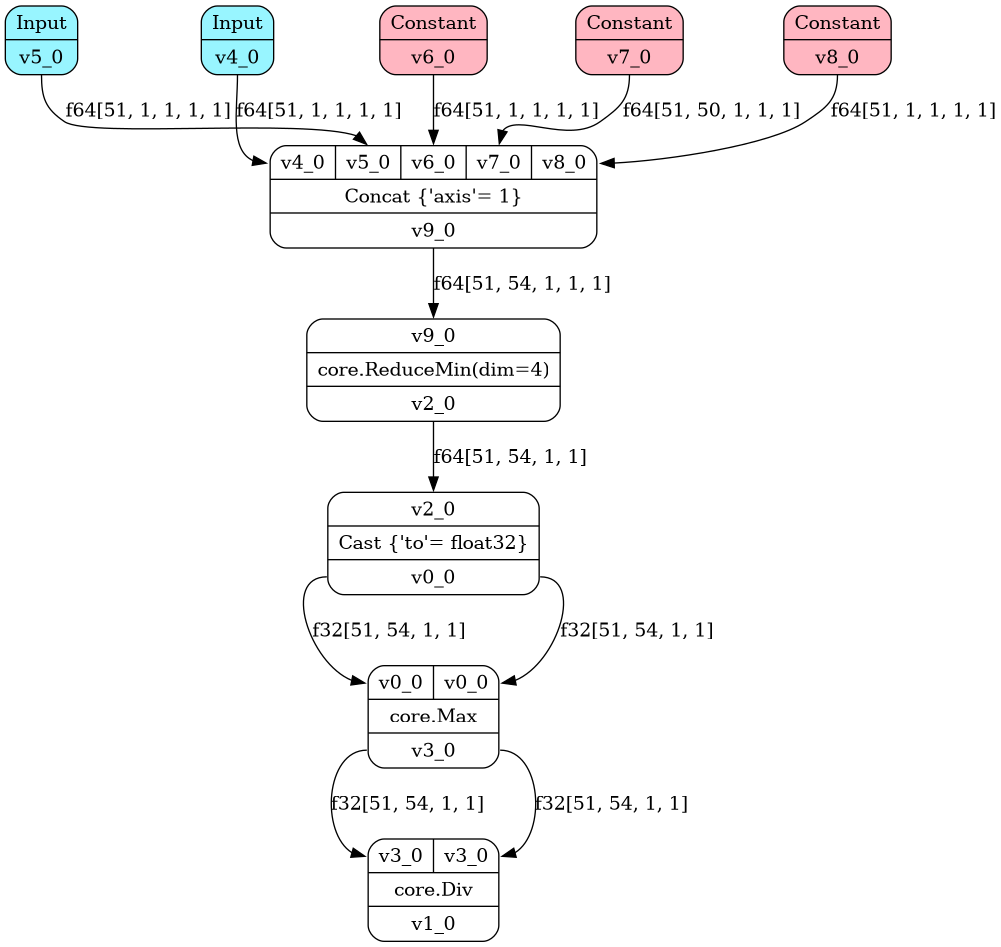 Input
v5_0
Input
v4_0
Constant
v6_0
Constant
v7_0
Constant
v8_0
f64[51, 1, 1, 1, 1]
f64[51, 1, 1, 1, 1]
f64[51, 1, 1, 1, 1]
f64[51, 50, 1, 1, 1]
f64[51, 1, 1, 1, 1]
v4_0 v5_0 v6_0 v7_0 v8_0
Concat {'axis'= 1}
v9_0
f64[51, 54, 1, 1, 1]
v9_0
core.ReduceMin(dim=4)
v2_0
f64[51, 54, 1, 1]
v2_0
Cast {'to'= float32}
v0_0
f32[51, 54, 1, 1]
f32[51, 54, 1, 1]
v0_0 v0_0
core.Max
v3_0
f32[51, 54, 1, 1]
f32[51, 54, 1, 1]
v3_0 v3_0
core.Div
v1_0